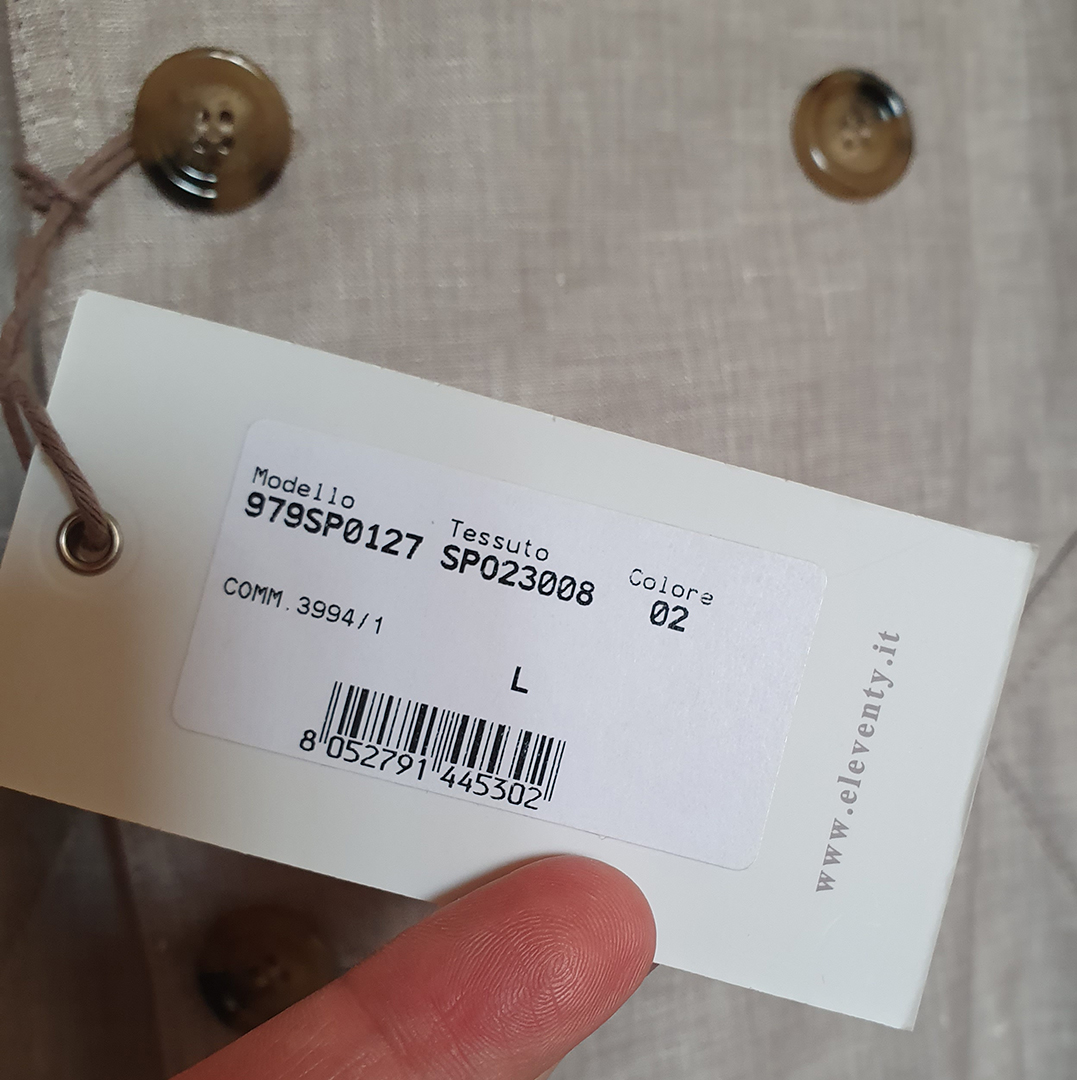 Modello Tessuto Colore
979SP0127 SP023008 02
COMM.3994/1
L
8 052791 445302
www.eleventy.it